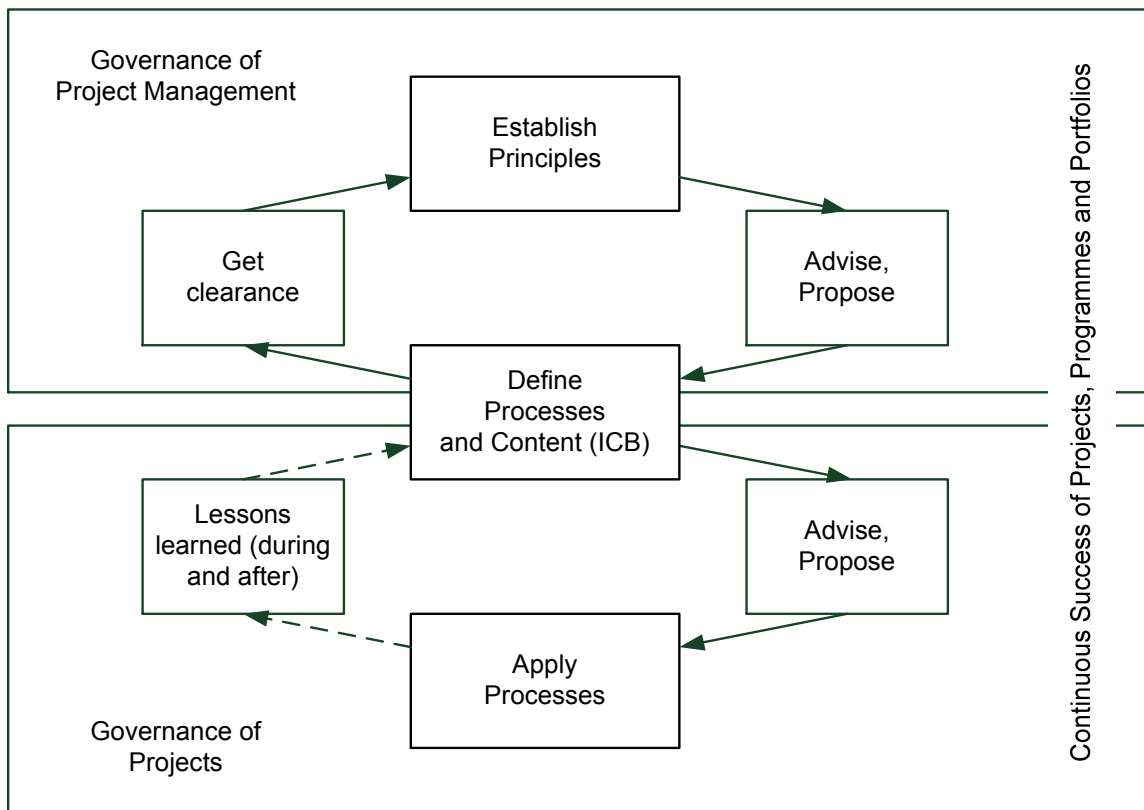 Governance of
Project Management
Establish
Principles
Get
clearance
Advise,
Propose
Define
Processes
and Content (ICB)
Lessons
learned (during
and after)
Advise,
Propose
Apply
Processes
Governance of
Projects
Continuous Success of Projects, Programmes and Portfolios